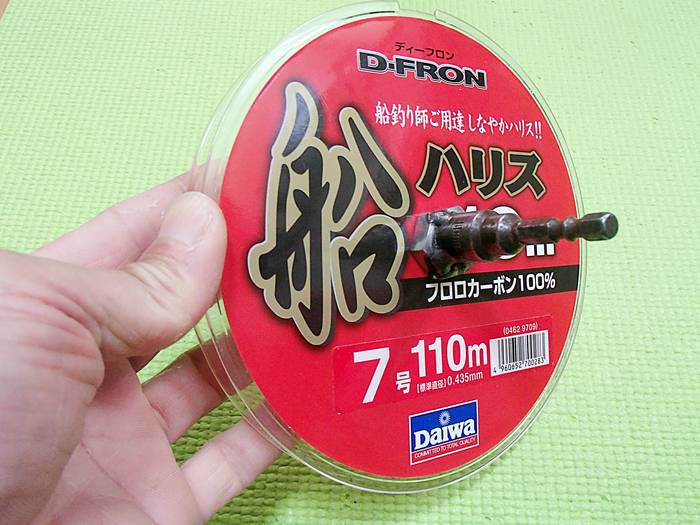 ディーフロン
D-FRON
船釣り師ご用達 しなやかハリス!!
船
ハリス
フロロカーボン100%
(0462 9709)
7号 110m
[標準直径] 0.435mm
4 960652 700283
Daiwa
COMMITTED TO TOTAL QUALITY